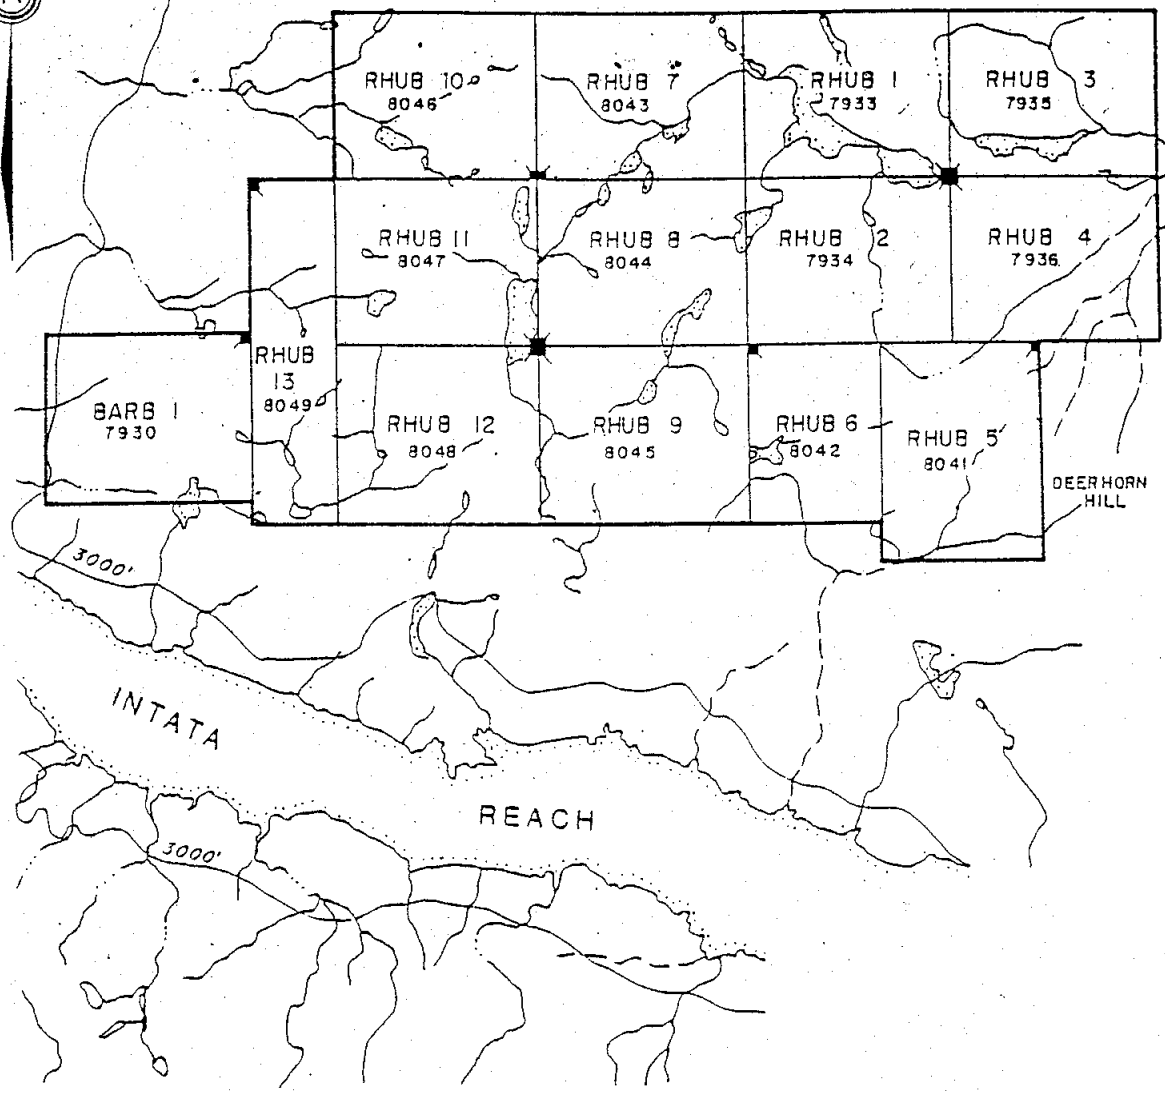 RHUB 10
8046
RHUB 7
8043
RHUB 1
7933
RHUB 3
7935
RHUB 11
8047
RHUB 8
8044
RHUB 2
7934
RHUB 4
7936
BARB 1
7930
RHUB
13
8049
RHUB 12
8048
RHUB 9
8045
RHUB 6
8042
RHUB 5
8041
DEERHORN
HILL
3000'
INTATA
REACH
3000'